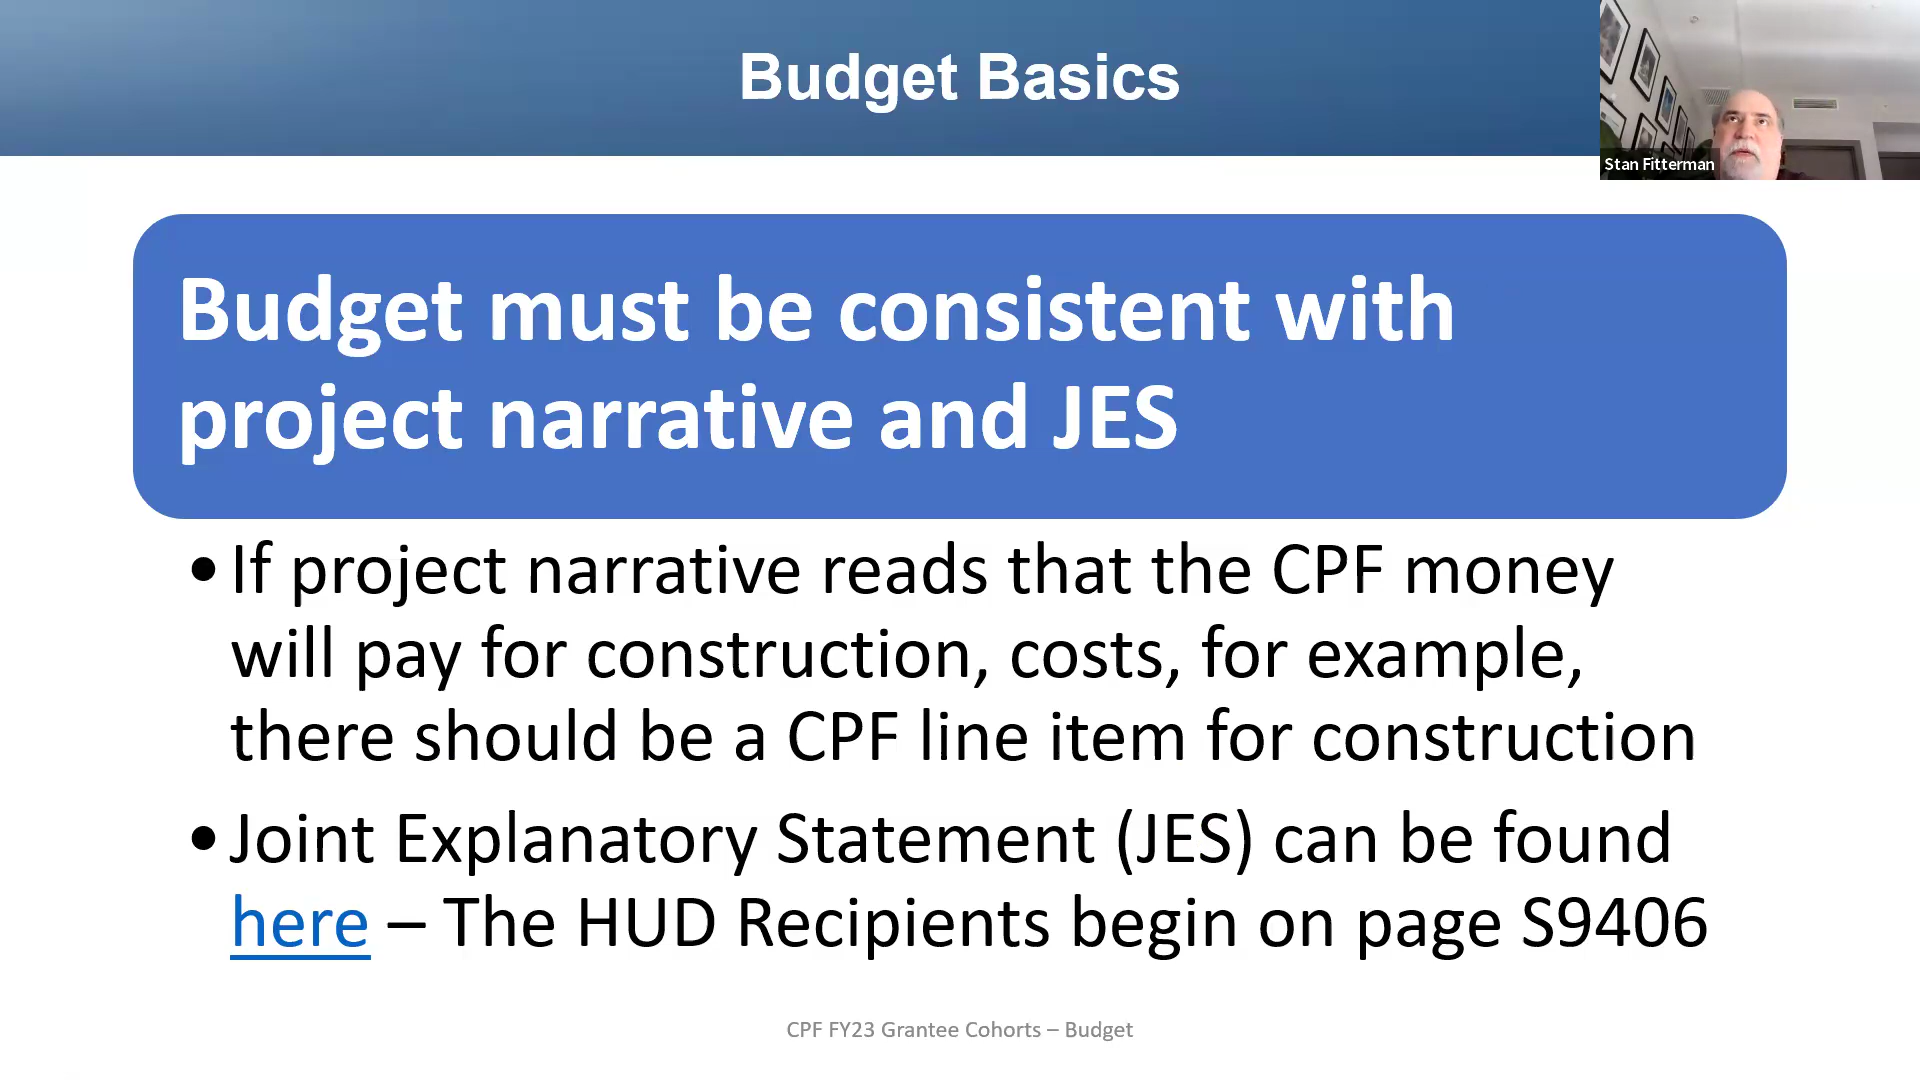 Budget Basics
Stan Fitterman
Budget must be consistent with
project narrative and JES
•If project narrative reads that the CPF money
will pay for construction, costs, for example,
there should be a CPF line item for construction
•Joint Explanatory Statement (JES) can be found
here – The HUD Recipients begin on page S9406
CPF FY23 Grantee Cohorts – Budget